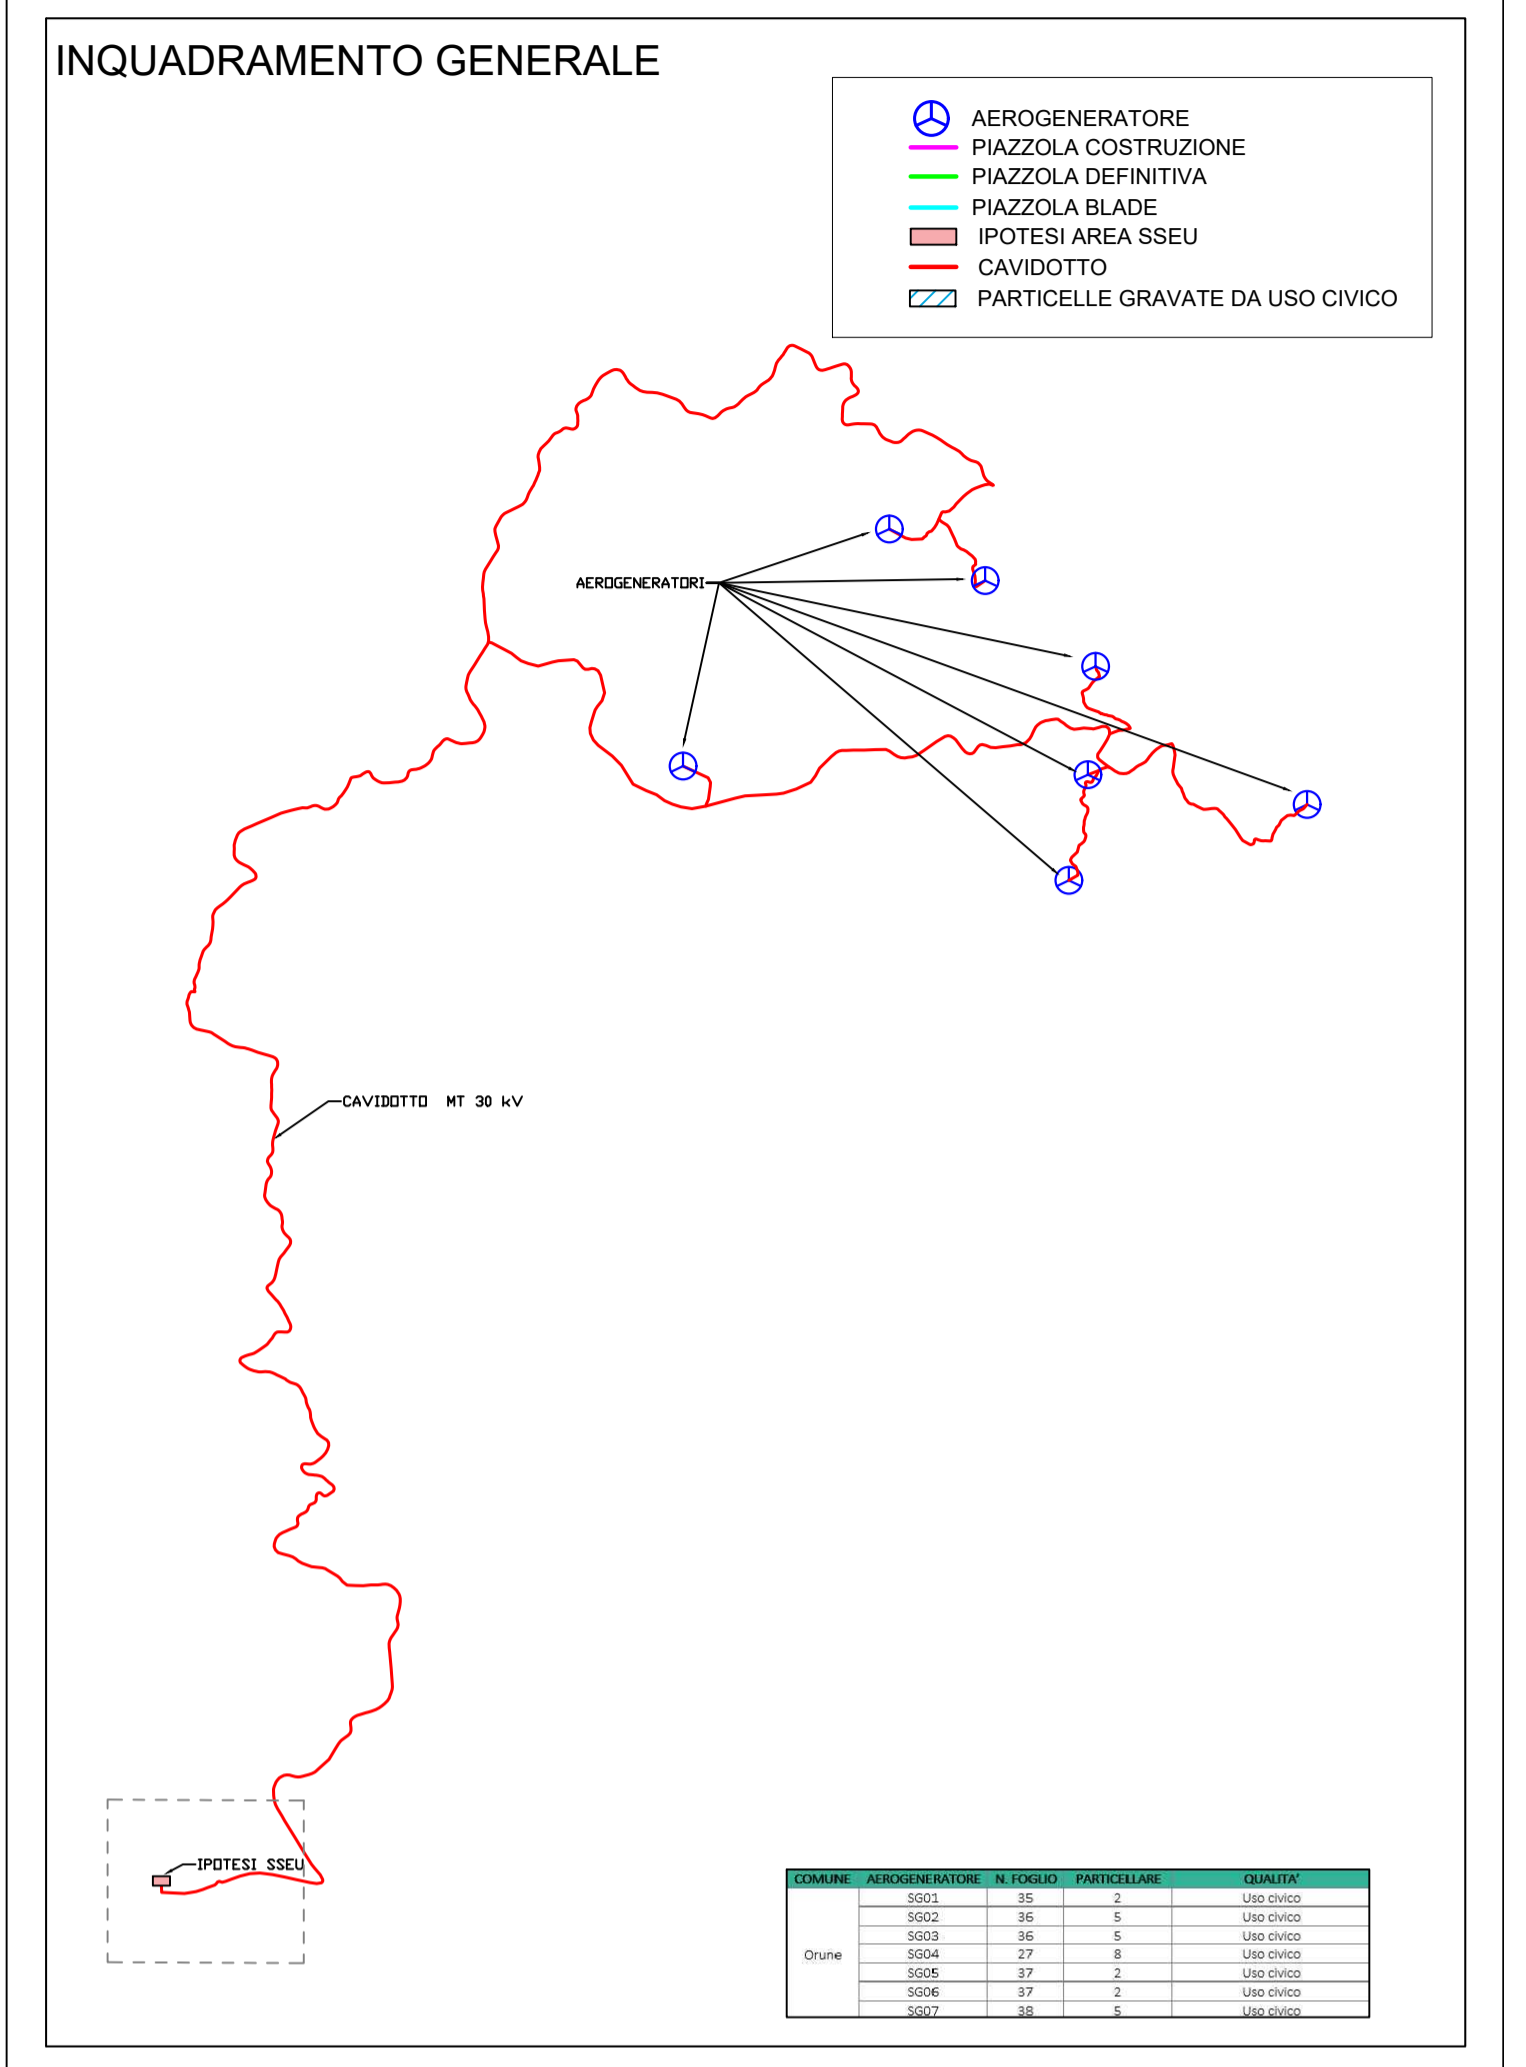 INQUADRAMENTO GENERALE
AEROGENERATORE
PIAZZOLA COSTRUZIONE
PIAZZOLA DEFINITIVA
PIAZZOLA BLADE
IPOTESI AREA SSEU
CAVIDOTTO
PARTICELLE GRAVATE DA USO CIVICO
AEROGENERATORI
CAVIDOTTO MT 30 kV
IPOTESI SSEU
COMUNE AEROGENERATORE N. FOGLIO PARTICELLARE QUALITA'
SG01 35 2 Uso civico
SG02 36 5 Uso civico
SG03 36 5 Uso civico
Orune SG04 27 8 Uso civico
SG05 37 2 Uso civico
SG06 37 2 Uso civico
SG07 38 5 Uso civico